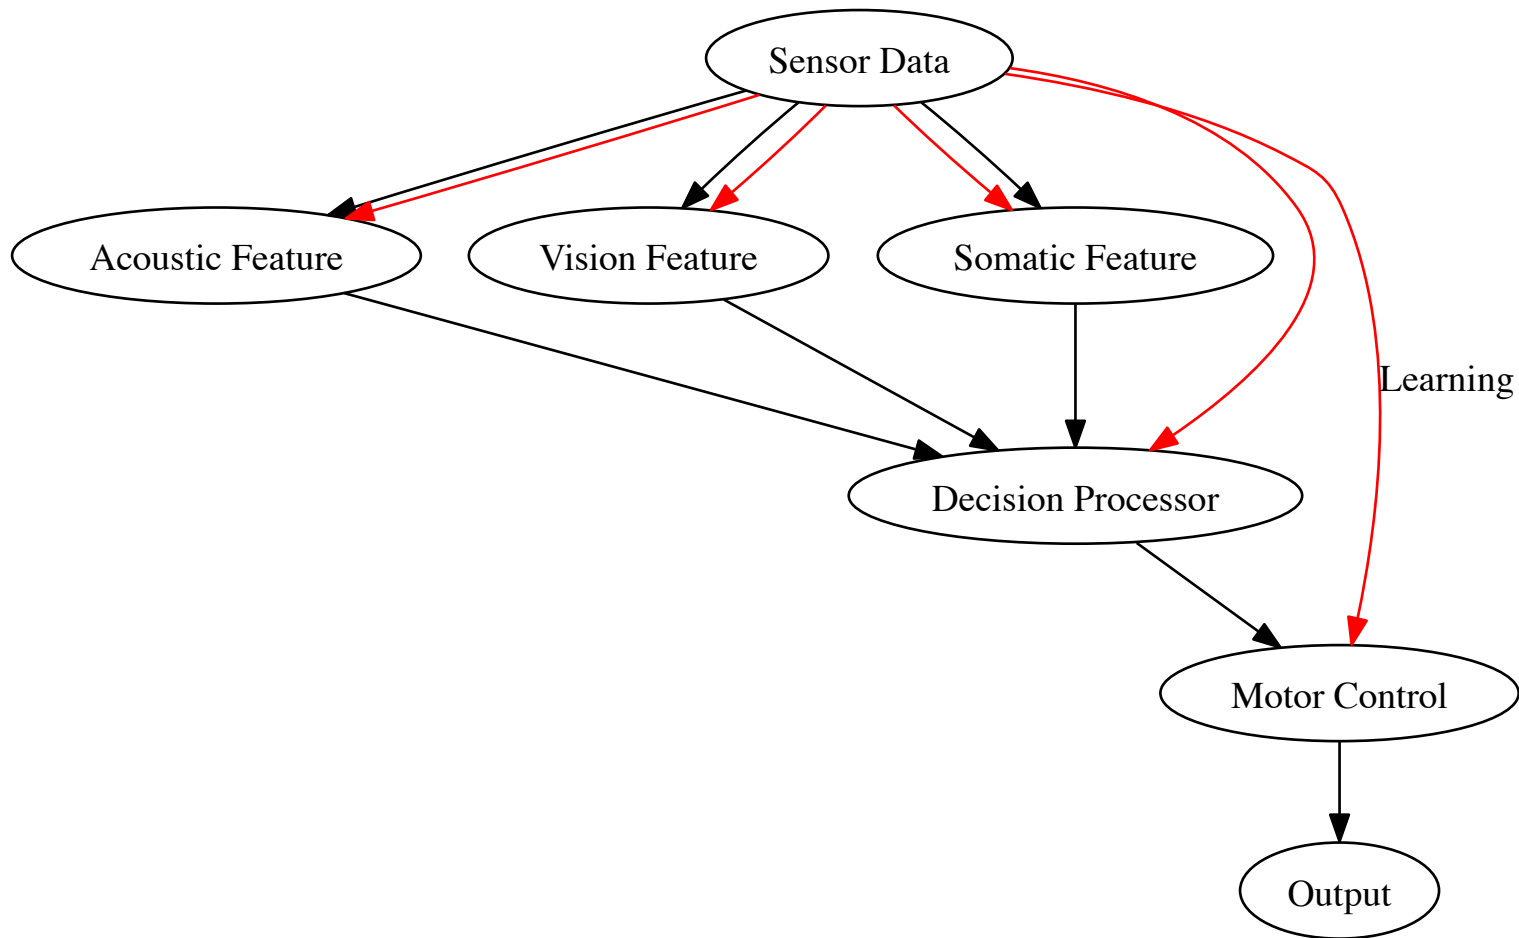 Sensor Data
Acoustic Feature
Vision Feature
Somatic Feature
Learning
Decision Processor
Motor Control
Output